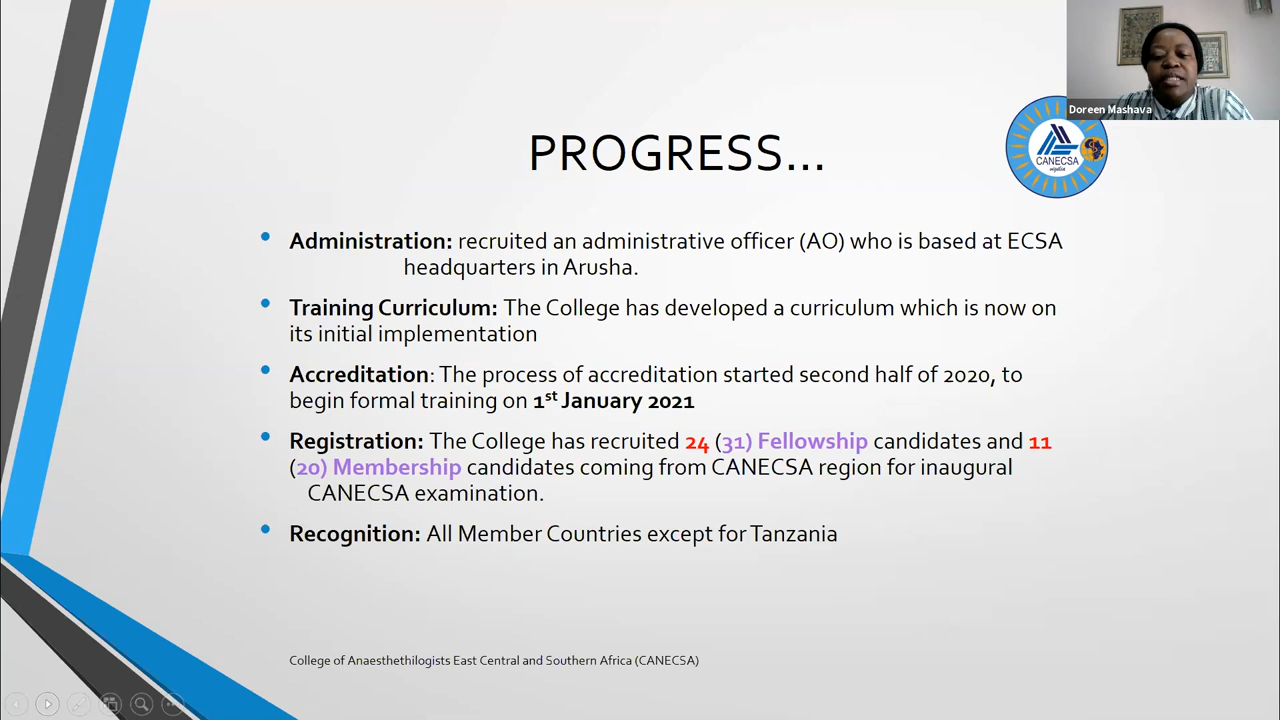 Doreen Mashava
CANECSA
PROGRESS...
• Administration: recruited an administrative officer (AO) who is based at ECSA
headquarters in Arusha.
• Training Curriculum: The College has developed a curriculum which is now on
its initial implementation
• Accreditation: The process of accreditation started second half of 2020, to
begin formal training on 1st January 2021
• Registration: The College has recruited 24 (31) Fellowship candidates and 11
(20) Membership candidates coming from CANECSA region for inaugural
CANECSA examination.
• Recognition: All Member Countries except for Tanzania
College of Anaesthethilogists East Central and Southern Africa (CANECSA)